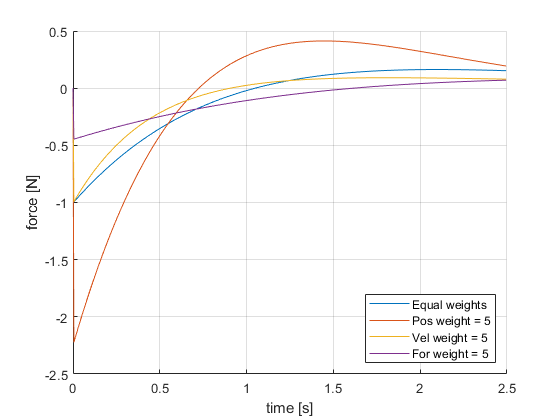 0.5
0
-0.5
-1
-1.5
-2
-2.5
force [N]
Equal weights
Pos weight = 5
Vel weight = 5
For weight = 5
0 0.5 1 1.5 2 2.5
time [s]